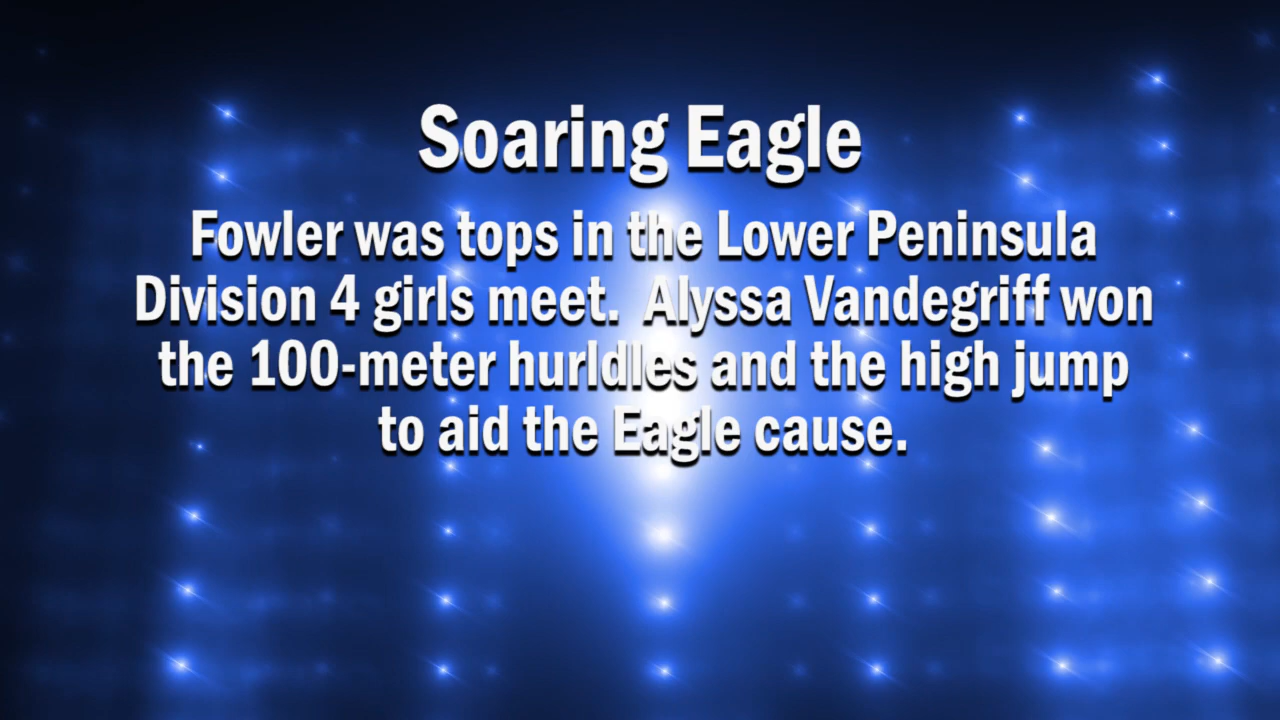 Soaring Eagle
Fowler was tops in the Lower Peninsula
Division 4 girls meet.  Alyssa Vandegriff won
the 100-meter hurldles and the high jump
to aid the Eagle cause.